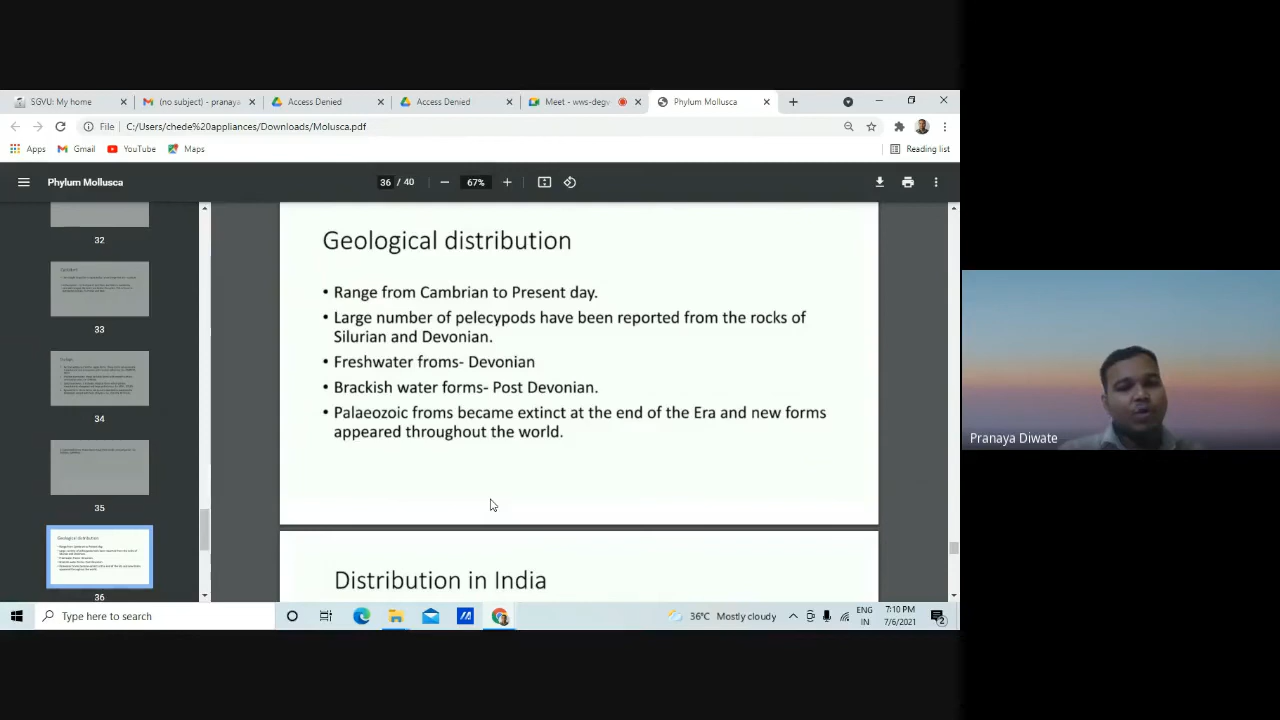 SGVU: My home
(no subject) - pranaya
Access Denied
Access Denied
Meet - wws-degv
Phylum Mollusca
File C:/Users/chede%20appliances/Downloads/Molusca.pdf
Apps Gmail YouTube Maps Reading list
Phylum Mollusca
36 / 40 67%
32
33
34
35
36
Geological distribution
• Range from Cambrian to Present day.
• Large number of pelecypods have been reported from the rocks of
Silurian and Devonian.
• Freshwater froms- Devonian
• Brackish water forms- Post Devonian.
• Palaeozoic froms became extinct at the end of the Era and new forms
appeared throughout the world.
Distribution in India
Pranaya Diwate
Type here to search
36°C Mostly cloudy
ENG
IN
7:10 PM
7/6/2021
2